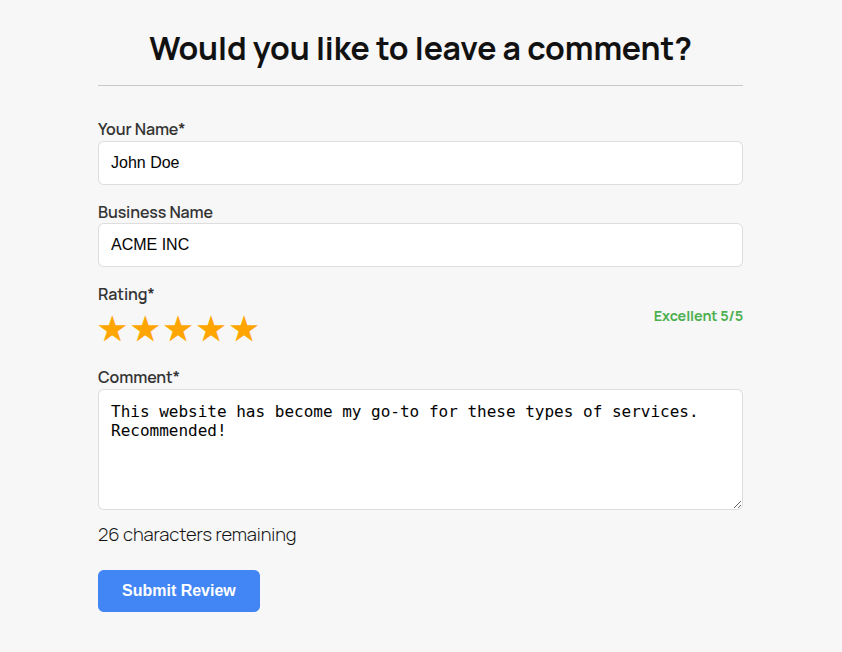 Would you like to leave a comment?
Your Name*
John Doe
Business Name
ACME INC
Rating*
Excellent 5/5
Comment*
This website has become my go-to for these types of services.
Recommended!
26 characters remaining
Submit Review